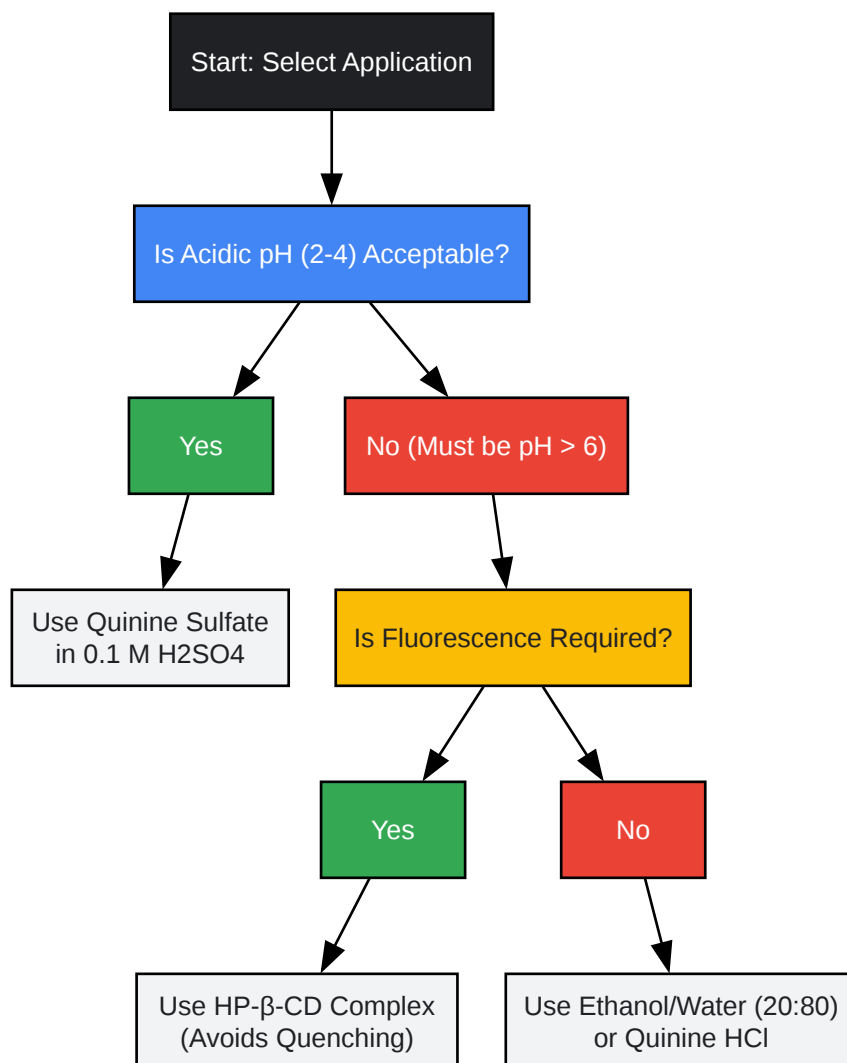 Start: Select Application
Is Acidic pH (2-4) Acceptable?
Yes
No (Must be pH > 6)
Use Quinine Sulfate
in 0.1 M H2SO4
Is Fluorescence Required?
Yes
No
Use HP-β-CD Complex
(Avoids Quenching)
Use Ethanol/Water (20:80)
or Quinine HCl